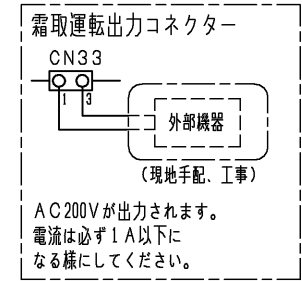 霜取運転出力コネクター
CN33
1 3
外部機器
(現地手配、工事)
AC200Vが出力されます。
電流は必ず1A以下に
なる様にしてください。